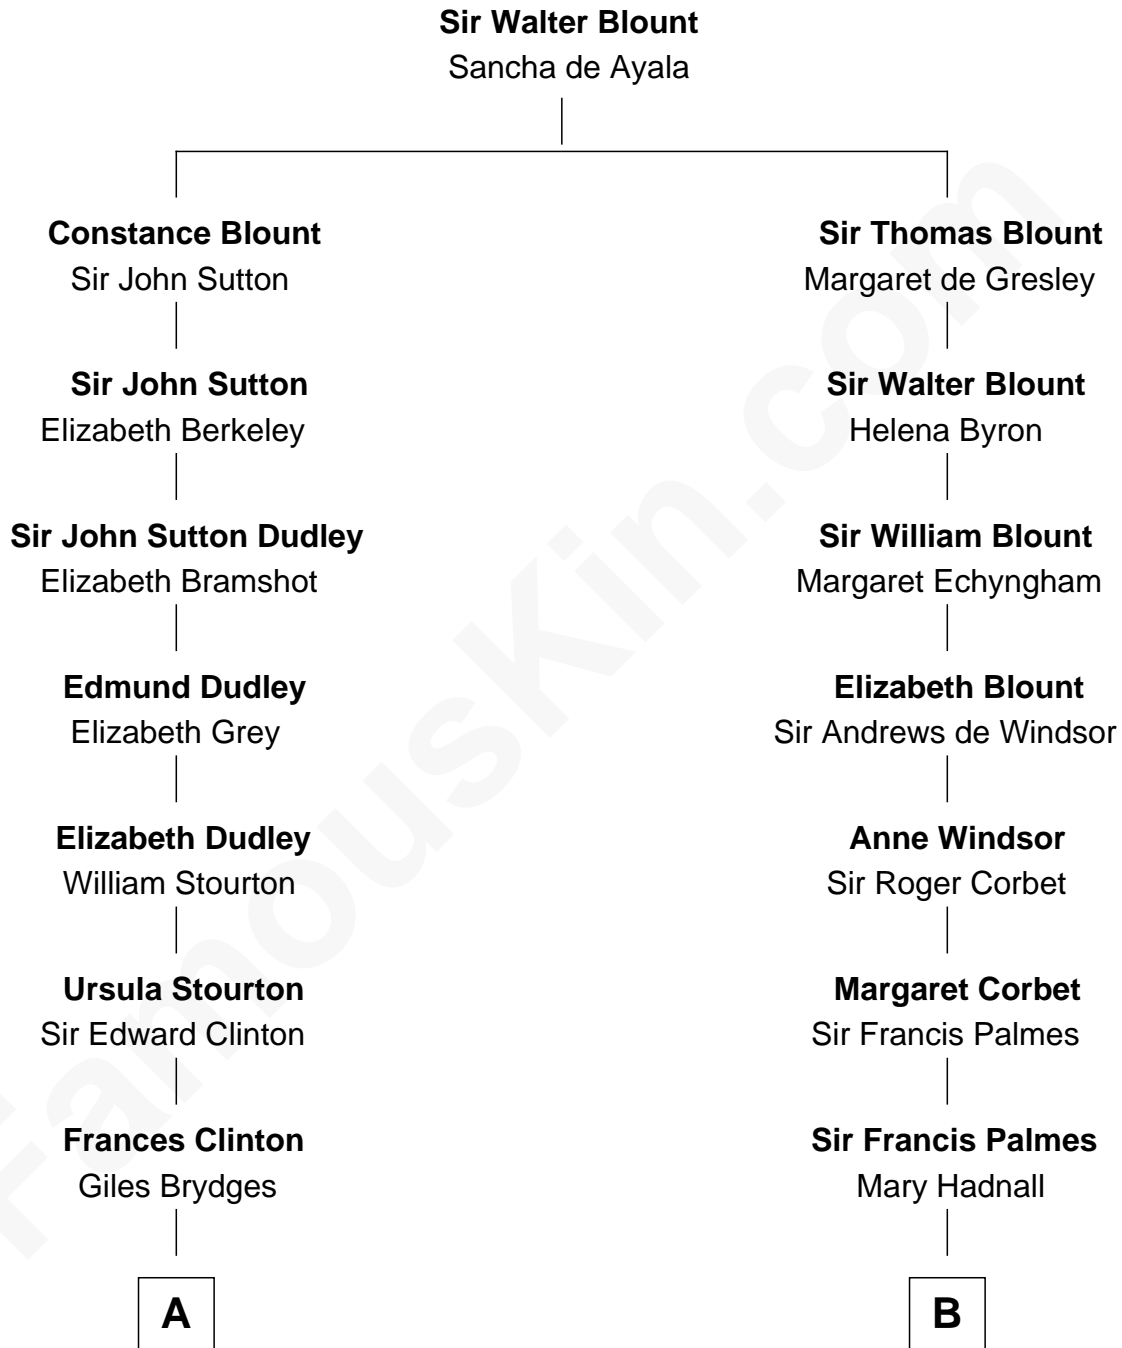 Sir Walter Blount
Sancha de Ayala
Constance Blount
Sir John Sutton
Sir Thomas Blount
Margaret de Gresley
Sir John Sutton
Elizabeth Berkeley
Sir Walter Blount
Helena Byron
Sir John Sutton Dudley
Elizabeth Bramshot
Sir William Blount
Margaret Echyngham
Edmund Dudley
Elizabeth Grey
Elizabeth Blount
Sir Andrews de Windsor
Elizabeth Dudley
William Stourton
Anne Windsor
Sir Roger Corbet
Ursula Stourton
Sir Edward Clinton
Margaret Corbet
Sir Francis Palmes
Frances Clinton
Giles Brydges
Sir Francis Palmes
Mary Hadnall
A
B
FamousKin.com